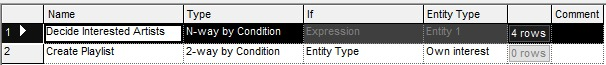 Name Type If Entity Type Comment
1 Decide Interested Artists N-way by Condition Expression Entity 1 4 rows
2 Create Playlist 2-way by Condition Entity Type Own interest 0 rows